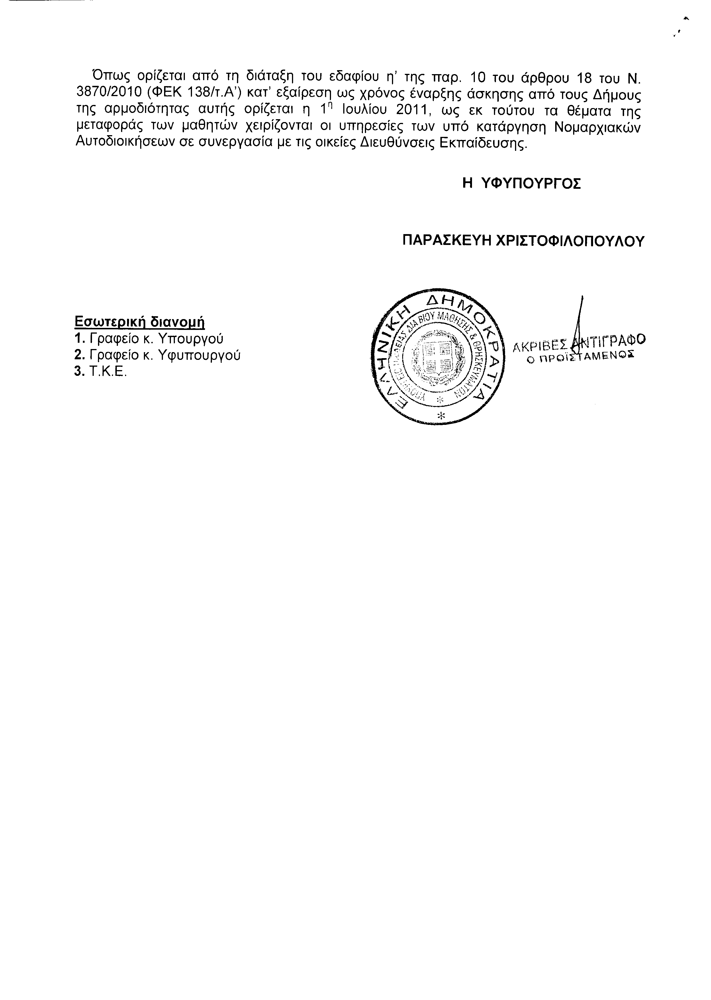 Όπως ορίζεται από τη διάταξη του εδαφίου η’ της παρ. 10 του άρθρου 18 του Ν.
3870/2010 (ΦΕΚ 138/τ.Α’) κατ’ εξαίρεση ως χρόνος έναρξης άσκησης από τους Δήμους
της αρμοδιότητας αυτής ορίζεται η 1η Ιουλίου 2011, ως εκ τούτου τα θέματα της
μεταφοράς των μαθητών χειρίζονται οι υπηρεσίες των υπό κατάργηση Νομαρχιακών
Αυτοδιοικήσεων σε συνεργασία με τις οικείες Διευθύνσεις Εκπαίδευσης.
Η ΥΦΥΠΟΥΡΓΟΣ
ΠΑΡΑΣΚΕΥΗ ΧΡΙΣΤΟΦΙΛΟΠΟΥΛΟΥ
Εσωτερική διανομή
1. Γραφείο κ. Υπουργού
2. Γραφείο κ. Υφυπουργού
3. Τ.Κ.Ε.
ΕΛΛΗΝΙΚΗ ΔΗΜΟΚΡΑΤΙΑ *
ΥΠΟΥΡΓΕΙΟ ΠΑΙΔΕΙΑΣ ΔΙΑ ΒΙΟΥ ΜΑΘΗΣΗΣ & ΘΡΗΣΚΕΥΜΑΤΩΝ *
ΑΚΡΙΒΕΣ ΑΝΤΙΓΡΑΦΟ
Ο ΠΡΟΪΣΤΑΜΕΝΟΣ